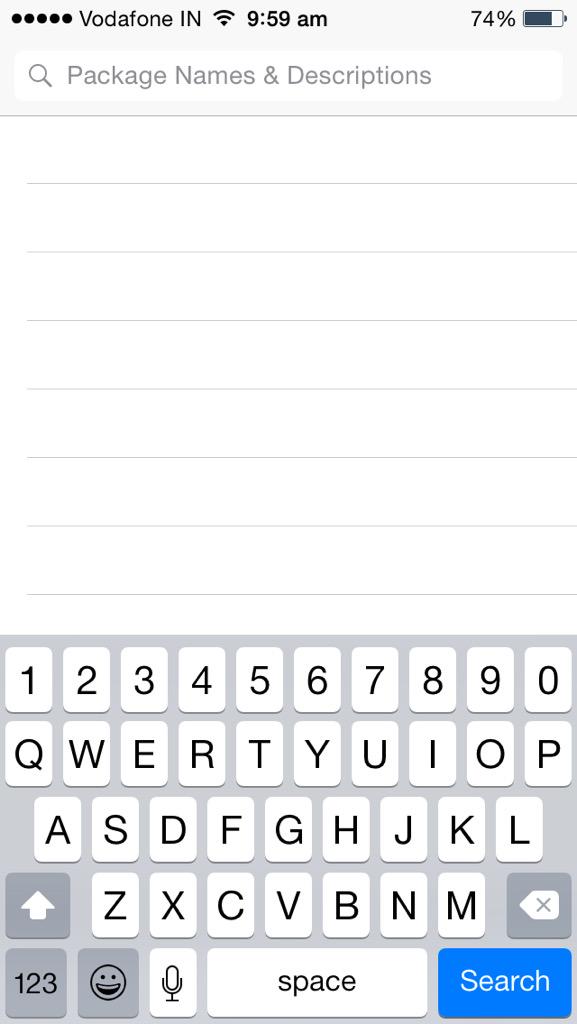 Vodafone IN 9:59 am 74%
Package Names & Descriptions
1 2 3 4 5 6 7 8 9 0
Q W E R T Y U I O P
A S D F G H J K L
Z X C V B N M
123 space Search